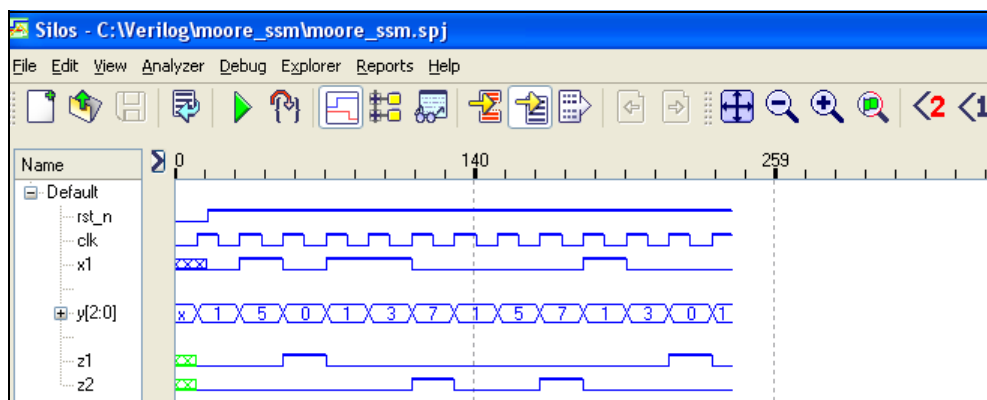 Silos - C:\Verilog\moore_ssm\moore_ssm.spj
File Edit View Analyzer Debug Explorer Reports Help
2 1
Name Σ 0 140 259
Default
rst_n
clk
x1
y[2:0] x 1 5 0 1 3 7 1 5 7 1 3 0 1
z1
z2